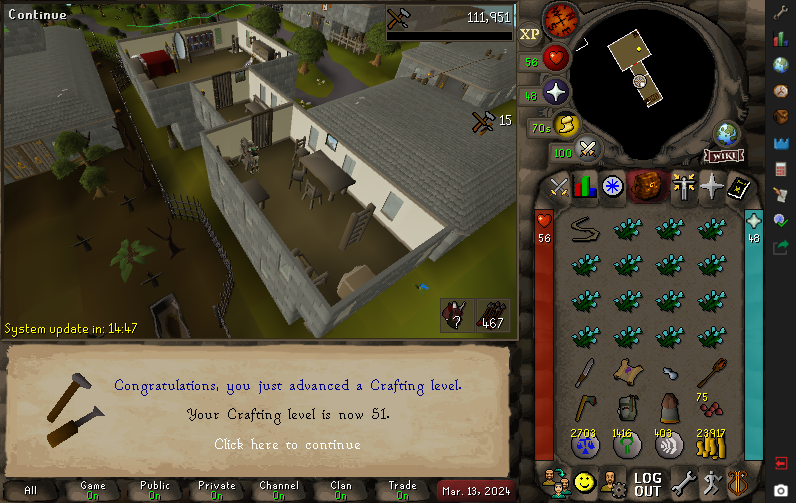 Continue
111,951
XP
15
56
48
70s
100
WIKI
56
48
System update in: 14:47
?
467
75
2703
1416
403
23917
Congratulations, you just advanced a Crafting level.
Your Crafting level is now 51.
Click here to continue
All
Game
On
Public
On
Private
On
Channel
On
Clan
On
Trade
On
Mar. 13, 2024
LOG
OUT